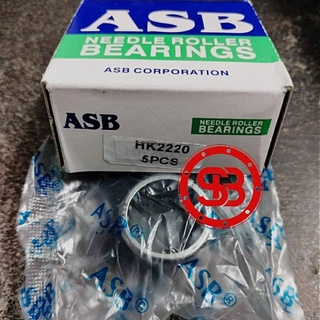 ASB
NEEDLE ROLLER
BEARINGS
ASB CORPORATION
ASB
NEEDLE ROLLER
BEARINGS
HK2220
5PCS
SB
ASB®
ASB®
ASB